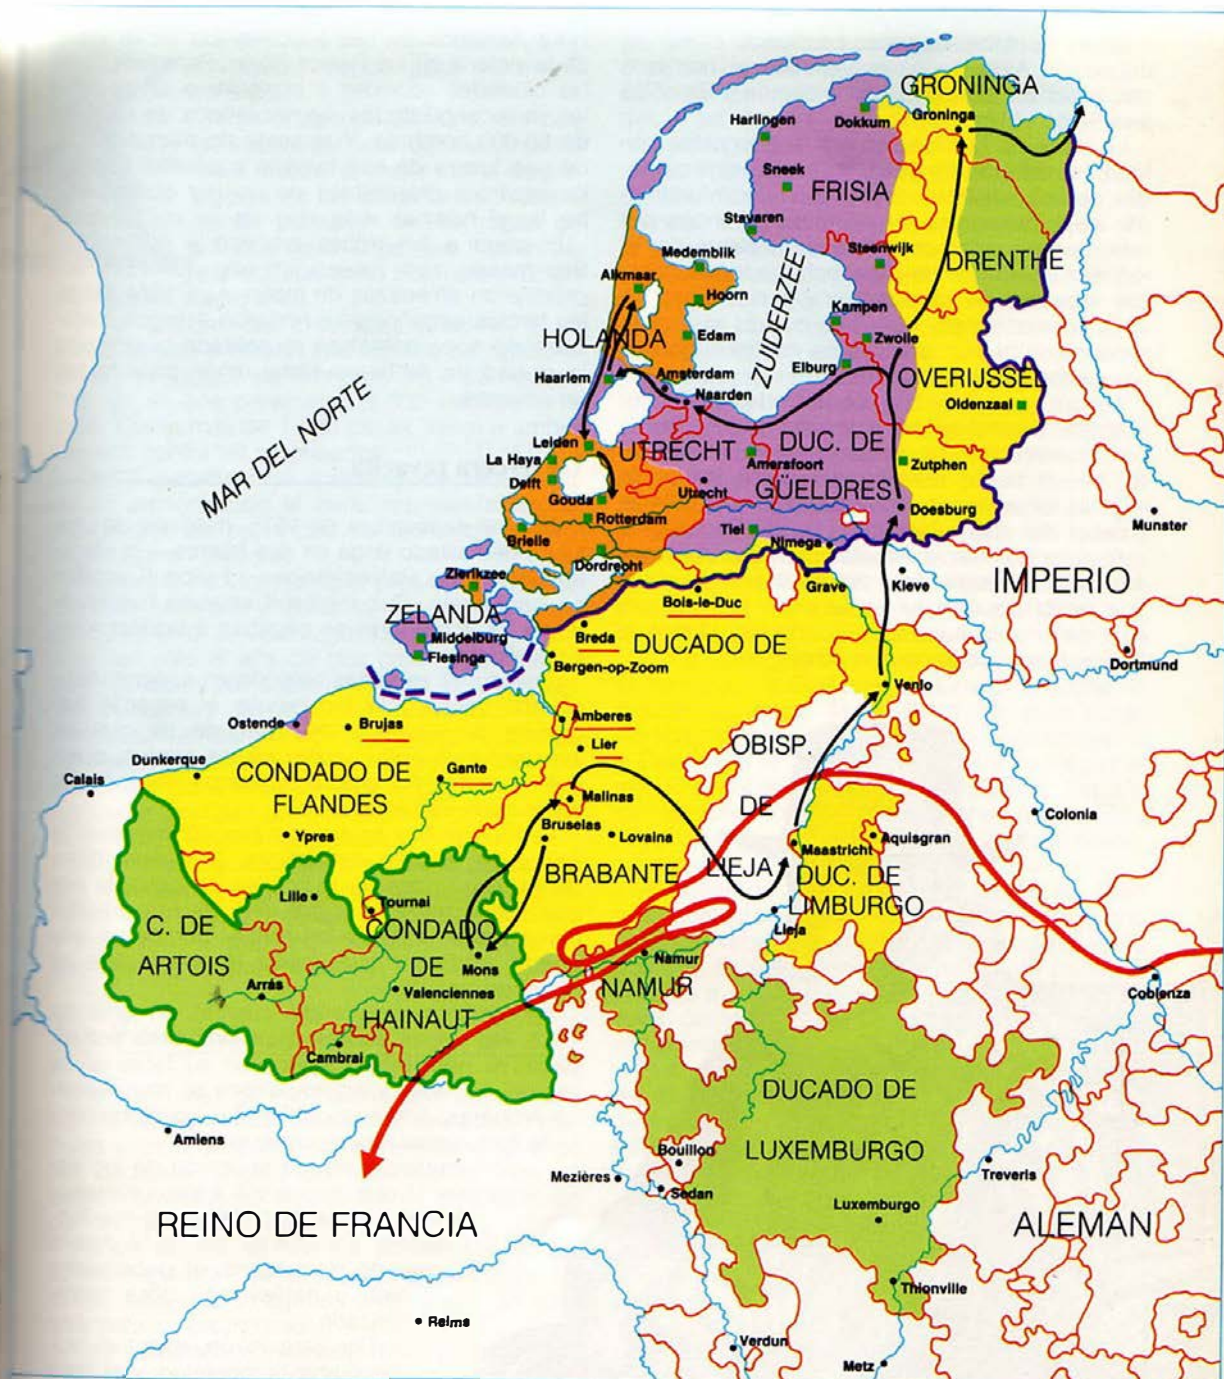 GRONINGA
Groninga
Dokkum
Harlingen
Sneek
FRISIA
Stavaren
Steenwijk
DRENTHE
Medemblik
Alkmaar
Hoorn
HOLANDA
Edam
ZUIDERZEE
Kampen
Zwolle
Elburg
OVERIJSSEL
Oldenzaal
Haarlem
Amsterdam
Naarden
MAR DEL NORTE
Leiden
La Haya
Delft
UTRECHT
DUC. DE
GÜELDRES
Amersfoort
Zutphen
Utrecht
Gouda
Rotterdam
Doesburg
Munster
Brielle
Tiel
Nimega
Dordrecht
Zierikzee
Grave
Kleve
IMPERIO
Bois-le-Duc
ZELANDA
Middelburg
Flesinga
Breda
DUCADO DE
Bergen-op-Zoom
Dortmund
Venlo
Ostende
Brujas
Amberes
Lier
OBISP.
DE
LIEJA
Dunkerque
Calais
CONDADO DE
FLANDES
Gante
Malinas
Bruselas
Lovaina
Ypres
Colonia
Aquisgran
Maastricht
BRABANTE
DUC. DE
LIMBURGO
Lieja
Lille
Tournai
C. DE
ARTOIS
CONDADO
DE
HAINAUT
Mons
Namur
NAMUR
Arrás
Valenciennes
Coblenza
Cambrai
Amiens
DUCADO DE
LUXEMBURGO
Bouillon
Mezières
Sedan
Treveris
Luxemburgo
REINO DE FRANCIA
ALEMAN
Thionville
Reims
Verdun
Metz